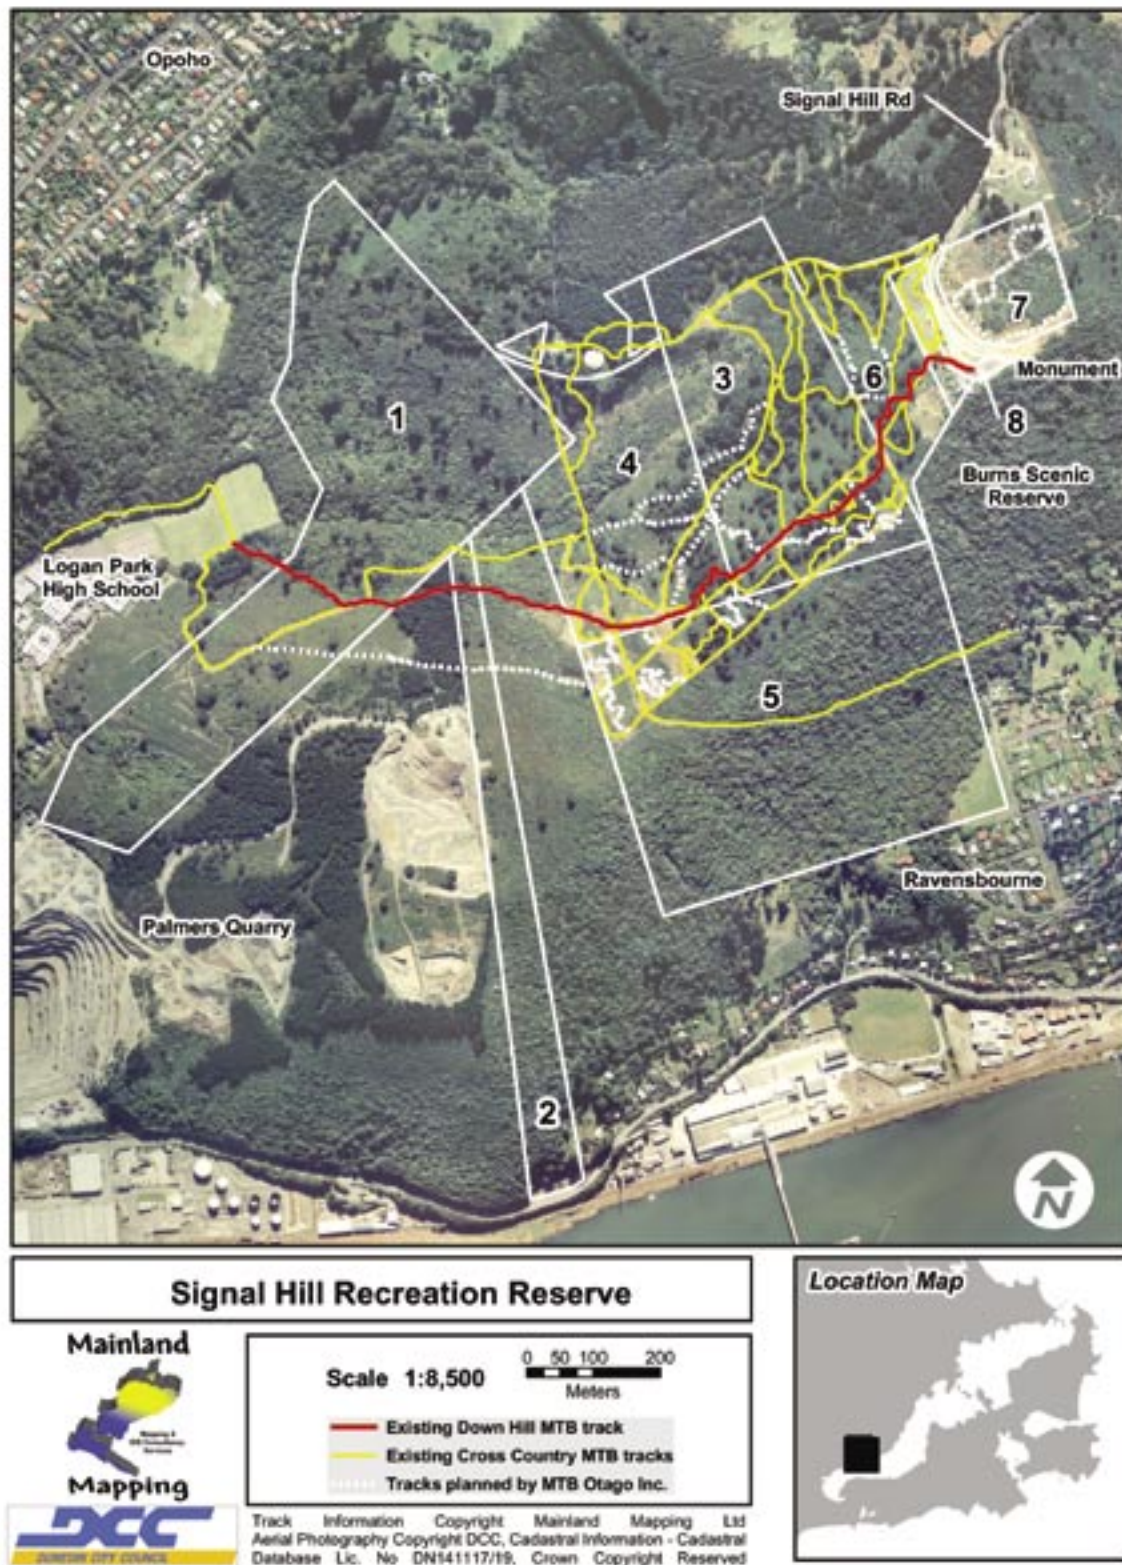 Opoho
Signal Hill Rd
7
3
6
Monument
1
8
4
Burns Scenic
Reserve
Logan Park
High School
5
Ravensbourne
Palmers Quarry
2
N
Signal Hill Recreation Reserve
Location Map
Mainland
Mapping
Scale 1:8,500
0 50 100 200
Meters
Existing Down Hill MTB track
Existing Cross Country MTB tracks
Tracks planned by MTB Otago Inc.
DCC
DUNEDIN CITY COUNCIL
Track Information Copyright Mainland Mapping Ltd
Aerial Photography Copyright DCC, Cadastral Information - Cadastral
Database Lic. No DN141117/19. Crown Copyright Reserved